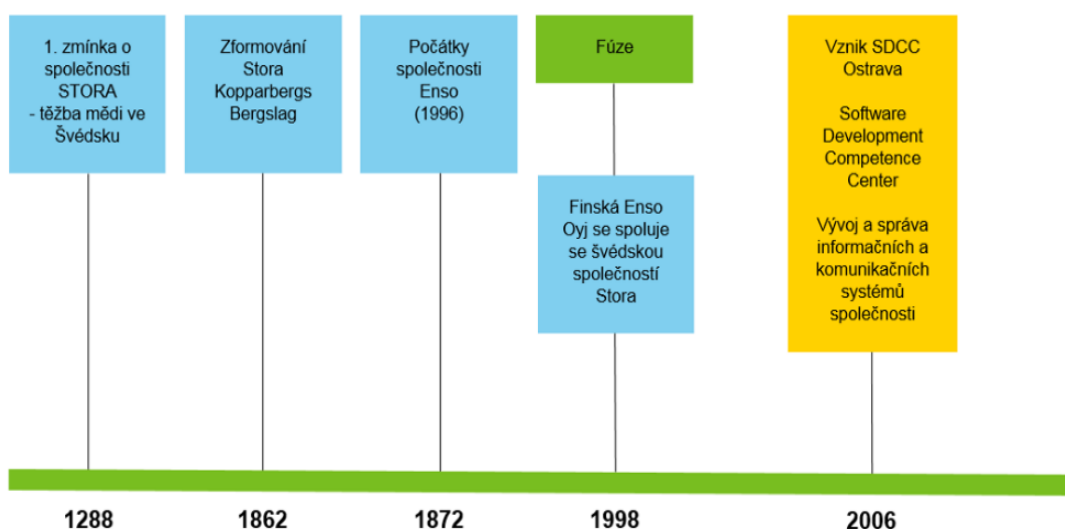 1. zmínka o
společnosti
STORA
- těžba mědi ve
Švédsku
Zformování
Stora
Kopparbergs
Bergslag
Počátky
společnosti
Enso
(1996)
Fúze
Finská Enso
Oyj se spoluje
se švédskou
společností
Stora
Vznik SDCC
Ostrava
Software
Development
Competence
Center
Vývoj a správa
informačních a
komunikačních
systémů
společnosti
1288
1862
1872
1998
2006